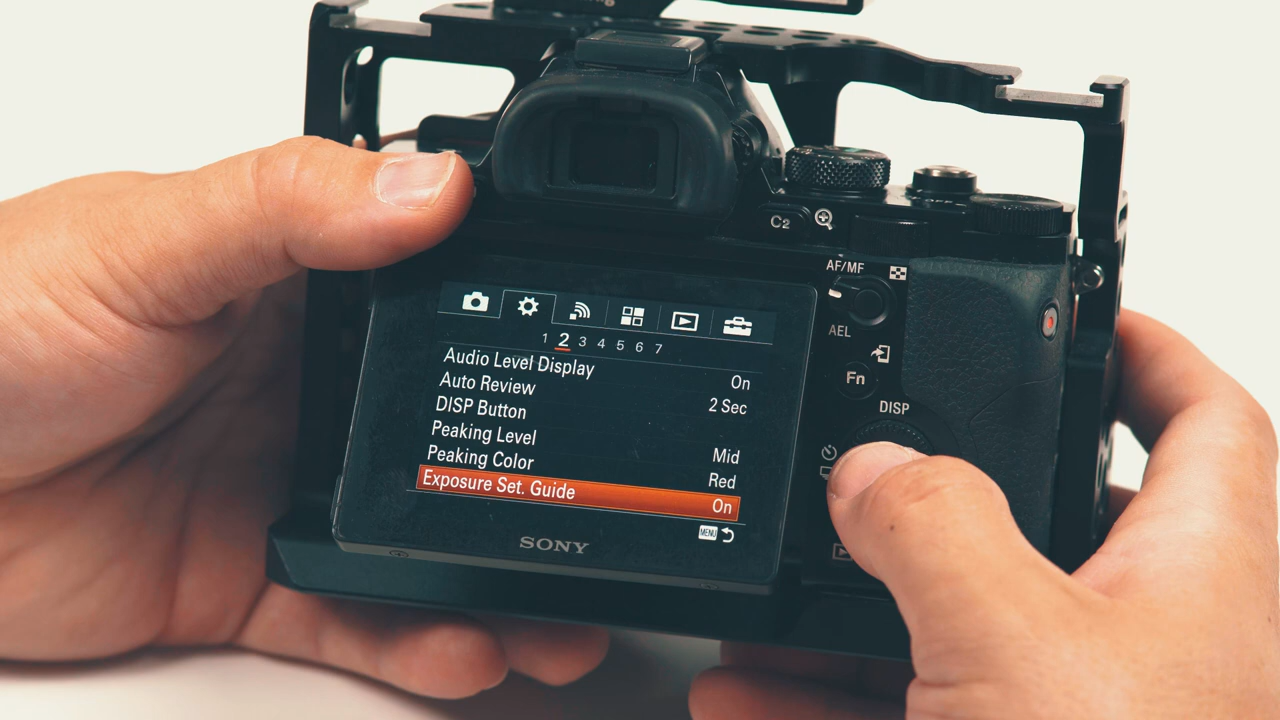 C2
AF/MF
AEL
Fn
DISP
1 2 3 4 5 6 7
Audio Level Display On
Auto Review 2 Sec
DISP Button
Peaking Level Mid
Peaking Color Red
Exposure Set. Guide On
MENU
SONY